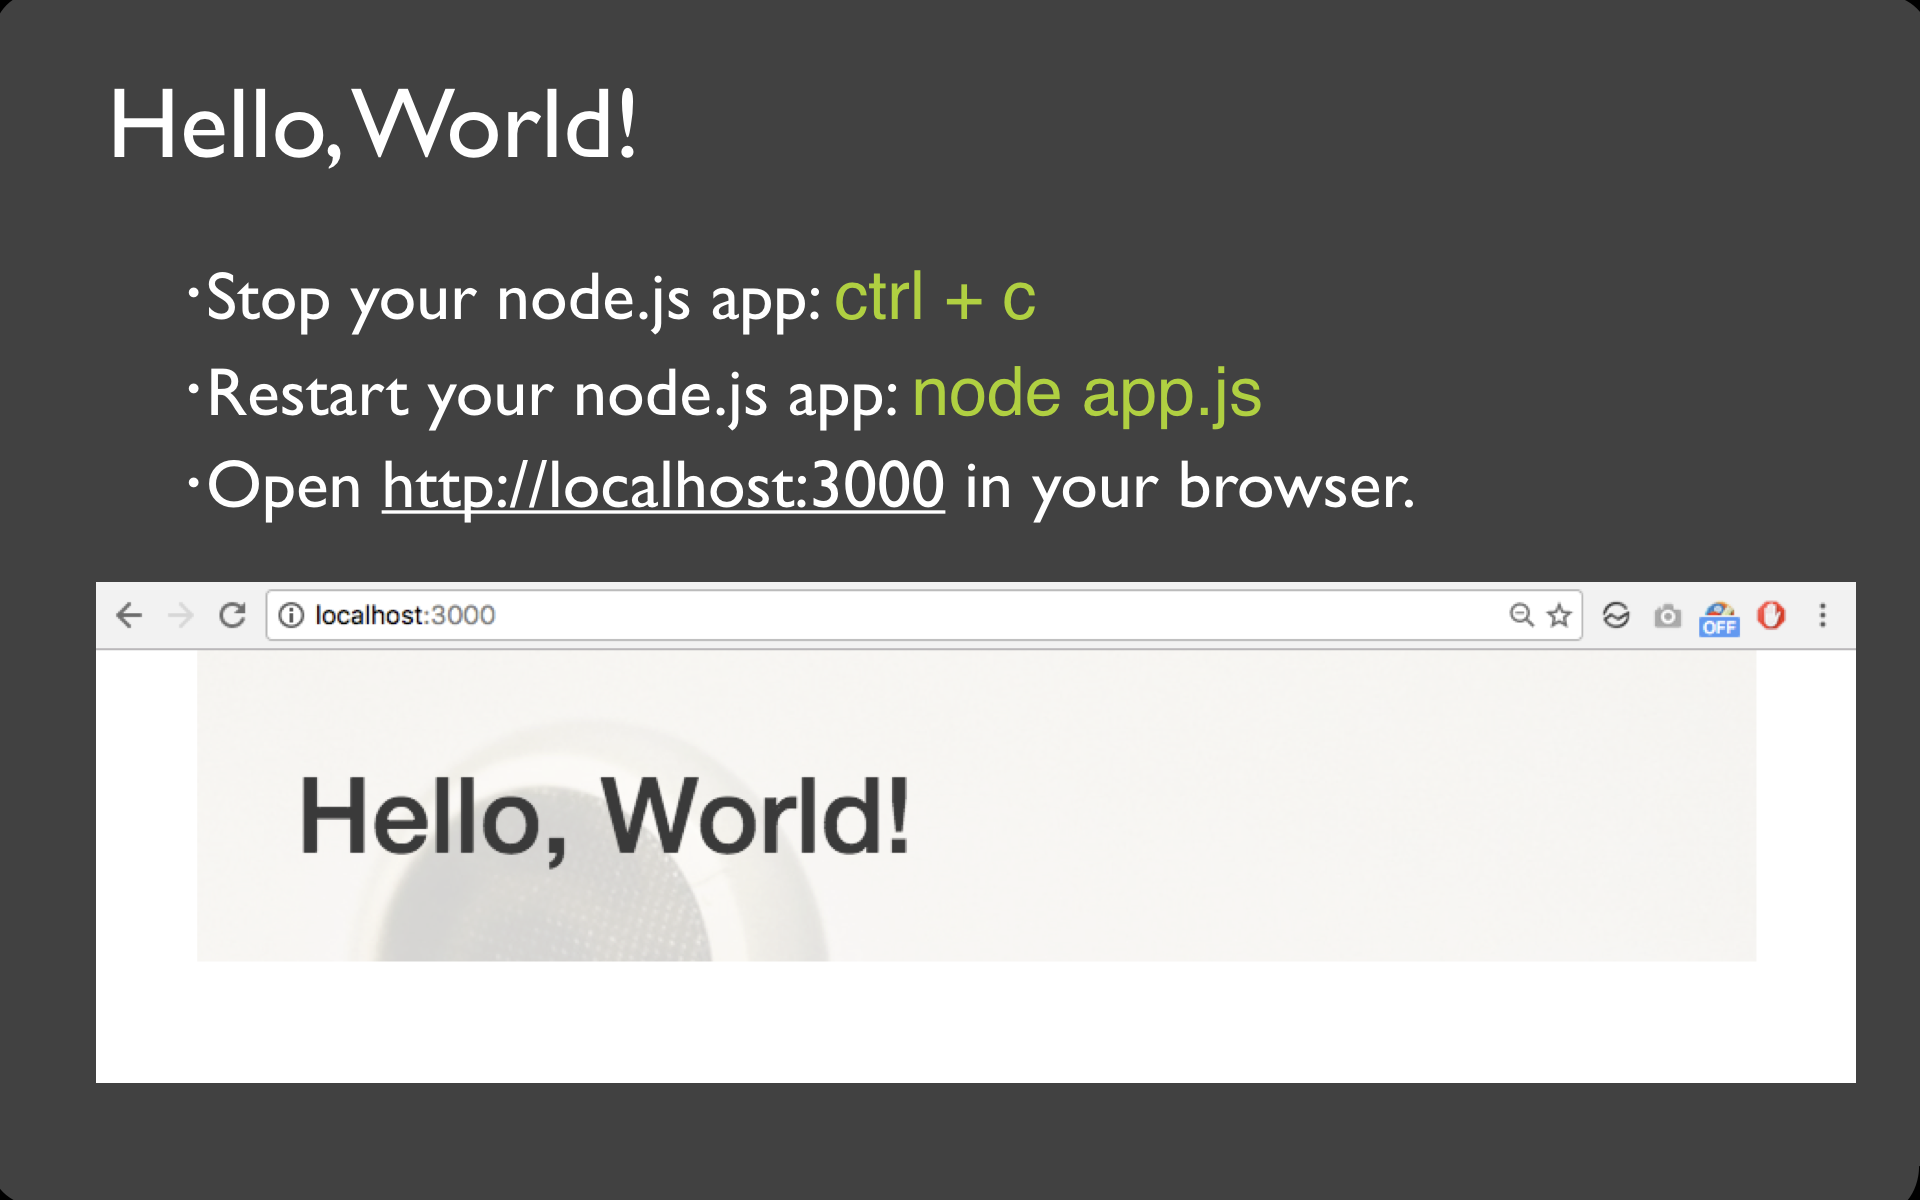 Hello, World!
·Stop your node.js app: ctrl + c
·Restart your node.js app: node app.js
·Open http://localhost:3000 in your browser.
localhost:3000
OFF
Hello, World!